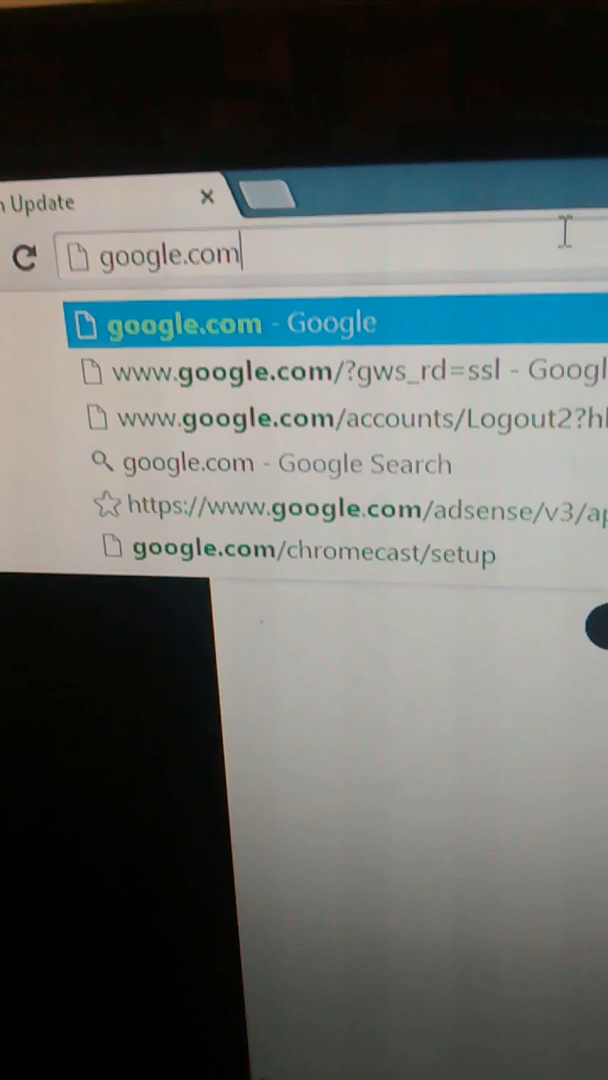 Update
google.com
google.com - Google
www.google.com/?gws_rd=ssl - Googl
www.google.com/accounts/Logout2?
google.com - Google Search
https://www.google.com/adsense/v3/ap
google.com/chromecast/setup